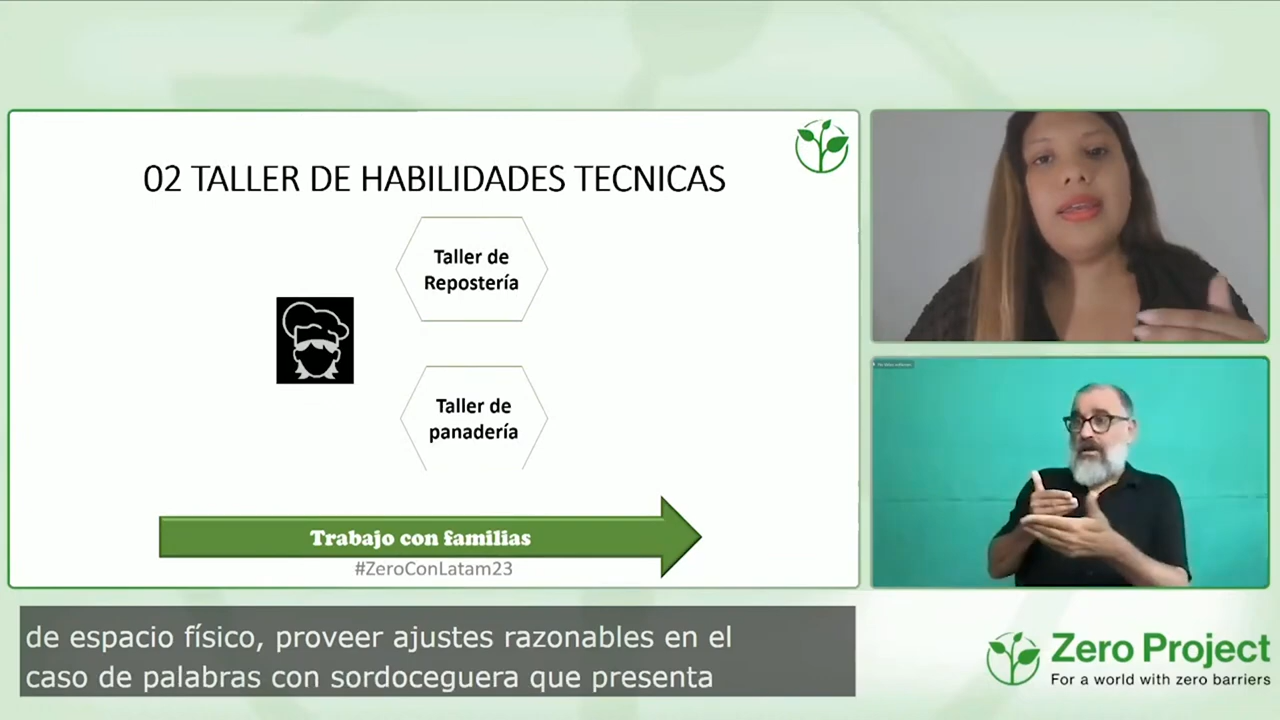 02 TALLER DE HABILIDADES TECNICAS
Taller de
Repostería
Taller de
panadería
Trabajo con familias
#ZeroConLatam23
de espacio físico, proveer ajustes razonables en el
caso de palabras con sordoceguera que presenta
Zero Project
For a world with zero barriers